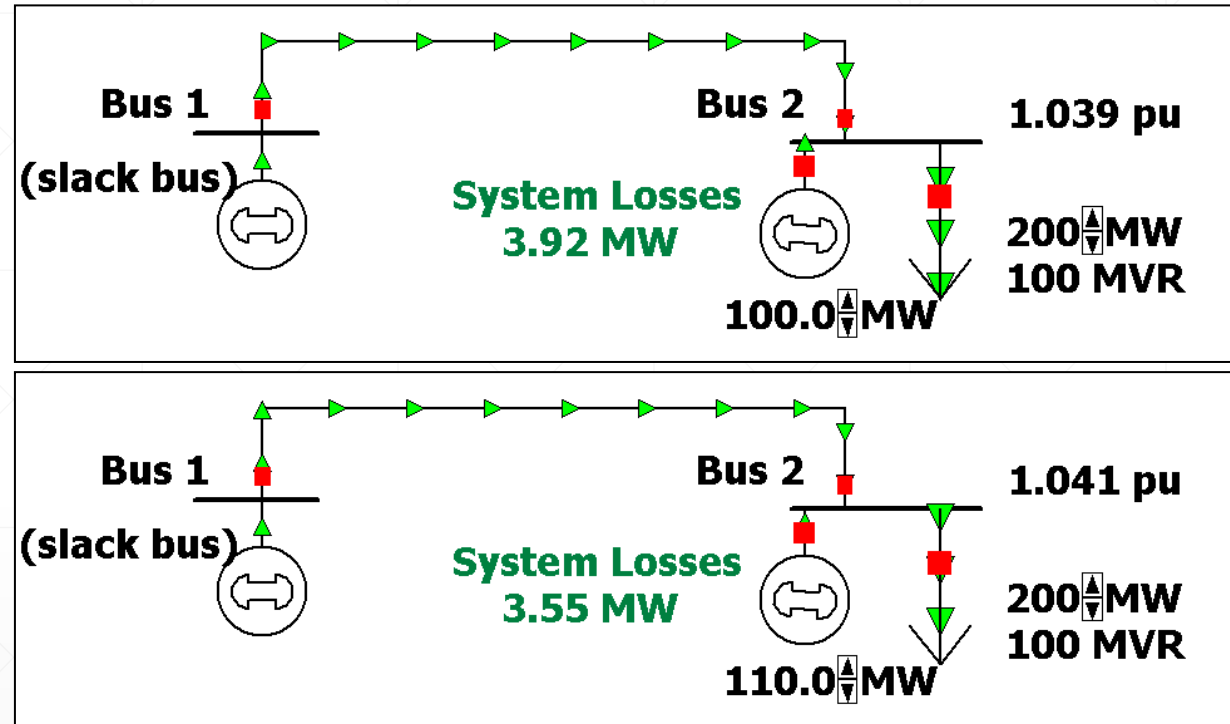 Bus 1
Bus 2
1.039 pu
(slack bus)
System Losses
3.92 MW
200 MW
100 MVR
100.0 MW
Bus 1
Bus 2
1.041 pu
(slack bus)
System Losses
3.55 MW
200 MW
100 MVR
110.0 MW